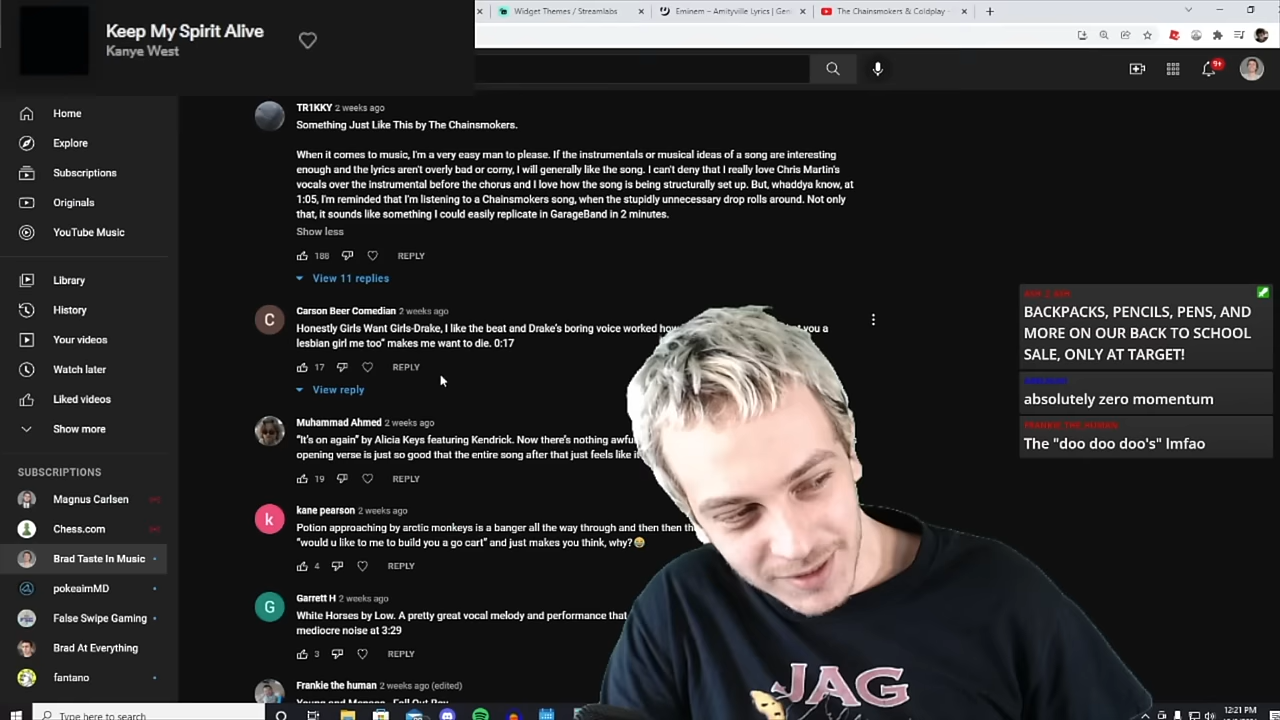 Keep My Spirit Alive
Kanye West
Widget Themes / Streamlabs
Eminem – Amityville Lyrics | Gen
The Chainsmokers & Coldplay -
9+
Home
Explore
Subscriptions
Originals
YouTube Music
Library
History
Your videos
Watch later
Liked videos
Show more
SUBSCRIPTIONS
Magnus Carlsen
Chess.com
Brad Taste In Music
pokeaimMD
False Swipe Gaming
Brad At Everything
fantano
TR1KKY 2 weeks ago
Something Just Like This by The Chainsmokers.
When it comes to music, I'm a very easy man to please. If the instrumentals or musical ideas of a song are interesting
enough and the lyrics aren't overly bad or corny, I will generally like the song. I can't deny that I really love Chris Martin's
vocals over the instrumental before the chorus and I love how the song is being structurally set up. But, whaddya know, at
1:05, I'm reminded that I'm listening to a Chainsmokers song, when the stupidly unnecessary drop rolls around. Not only
that, it sounds like something I could easily replicate in GarageBand in 2 minutes.
Show less
188 REPLY
View 11 replies
C
Carson Beer Comedian 2 weeks ago
Honestly Girls Want Girls-Drake, I like the beat and Drake's boring voice worked how you a
lesbian girl me too" makes me want to die. 0:17
17 REPLY
View reply
Muhammad Ahmed 2 weeks ago
"It's on again" by Alicia Keys featuring Kendrick. Now there's nothing awfu
opening verse is just so good that the entire song after that just feels like i
19 REPLY
k
kane pearson 2 weeks ago
Potion approaching by arctic monkeys is a banger all the way through and then then th
"would u like to me to build you a go cart" and just makes you think, why?😂
4 REPLY
G
Garrett H 2 weeks ago
White Horses by Low. A pretty great vocal melody and performance that
mediocre noise at 3:29
3 REPLY
Frankie the human 2 weeks ago (edited)
Young and Menace - Fall Out Boy
BACKPACKS, PENCILS, PENS, AND
MORE ON OUR BACK TO SCHOOL
SALE, ONLY AT TARGET!
absolutely zero momentum
FRANKIE THE HUMAN
The "doo doo doo's" lmfao
JAG
Type here to search
12:21 PM